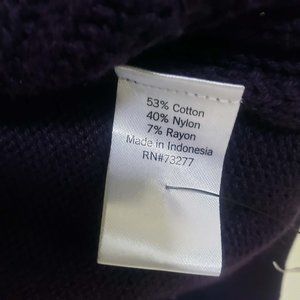 53% Cotton
40% Nylon
7% Rayon
Made in Indonesia
RN#73277